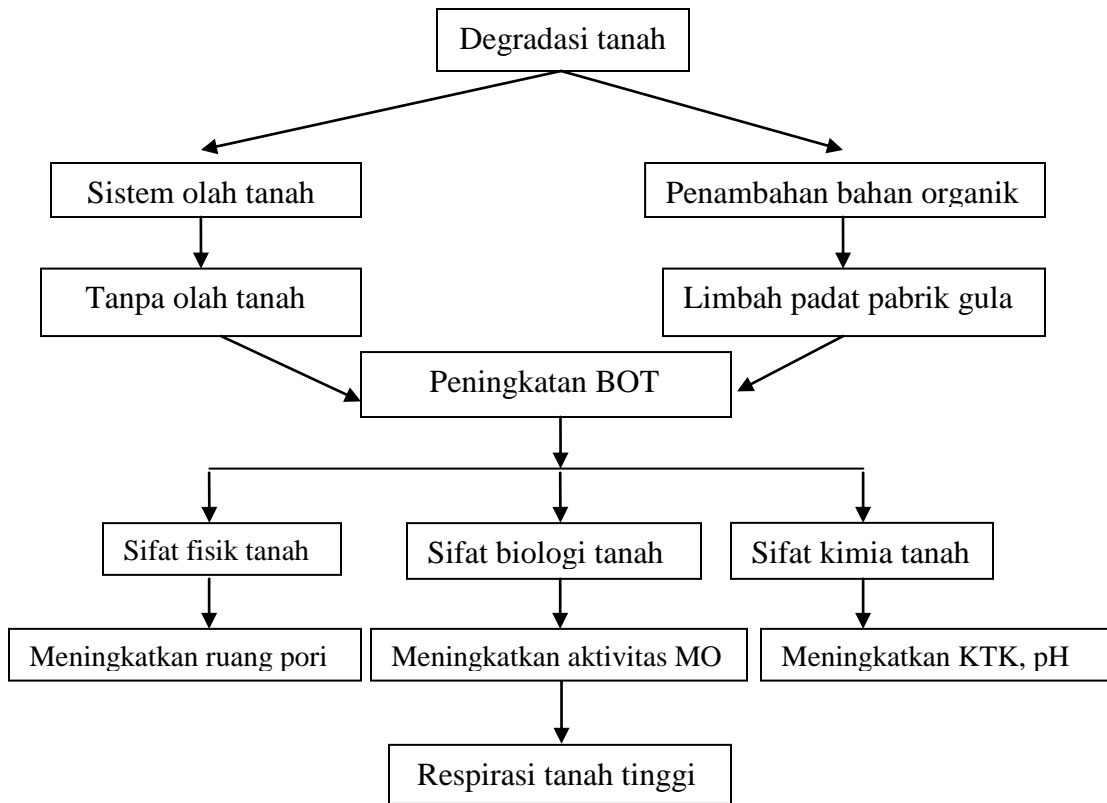 Degradasi tanah
Sistem olah tanah
Penambahan bahan organik
Tanpa olah tanah
Limbah padat pabrik gula
Peningkatan BOT
Sifat fisik tanah
Sifat biologi tanah
Sifat kimia tanah
Meningkatkan ruang pori
Meningkatkan aktivitas MO
Meningkatkan KTK, pH
Respirasi tanah tinggi